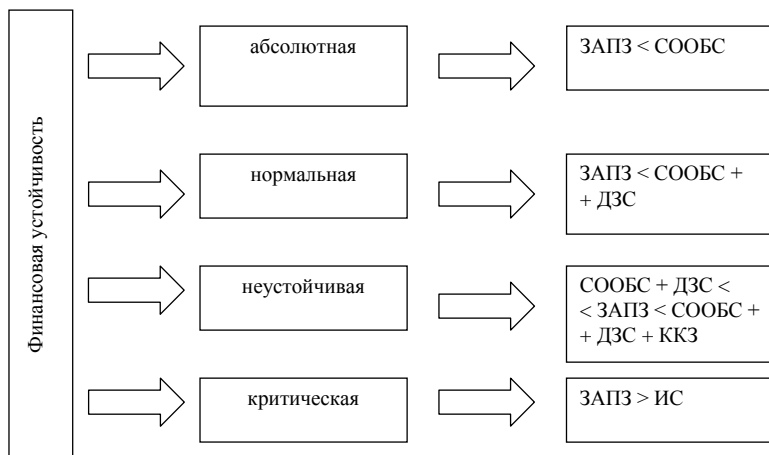 Финансовая устойчивость
абсолютная
ЗАПЗ < СООБС
нормальная
ЗАПЗ < СООБС +
+ ДЗС
неустойчивая
СООБС + ДЗС <
< ЗАПЗ < СООБС +
+ ДЗС + ККЗ
критическая
ЗАПЗ > ИС